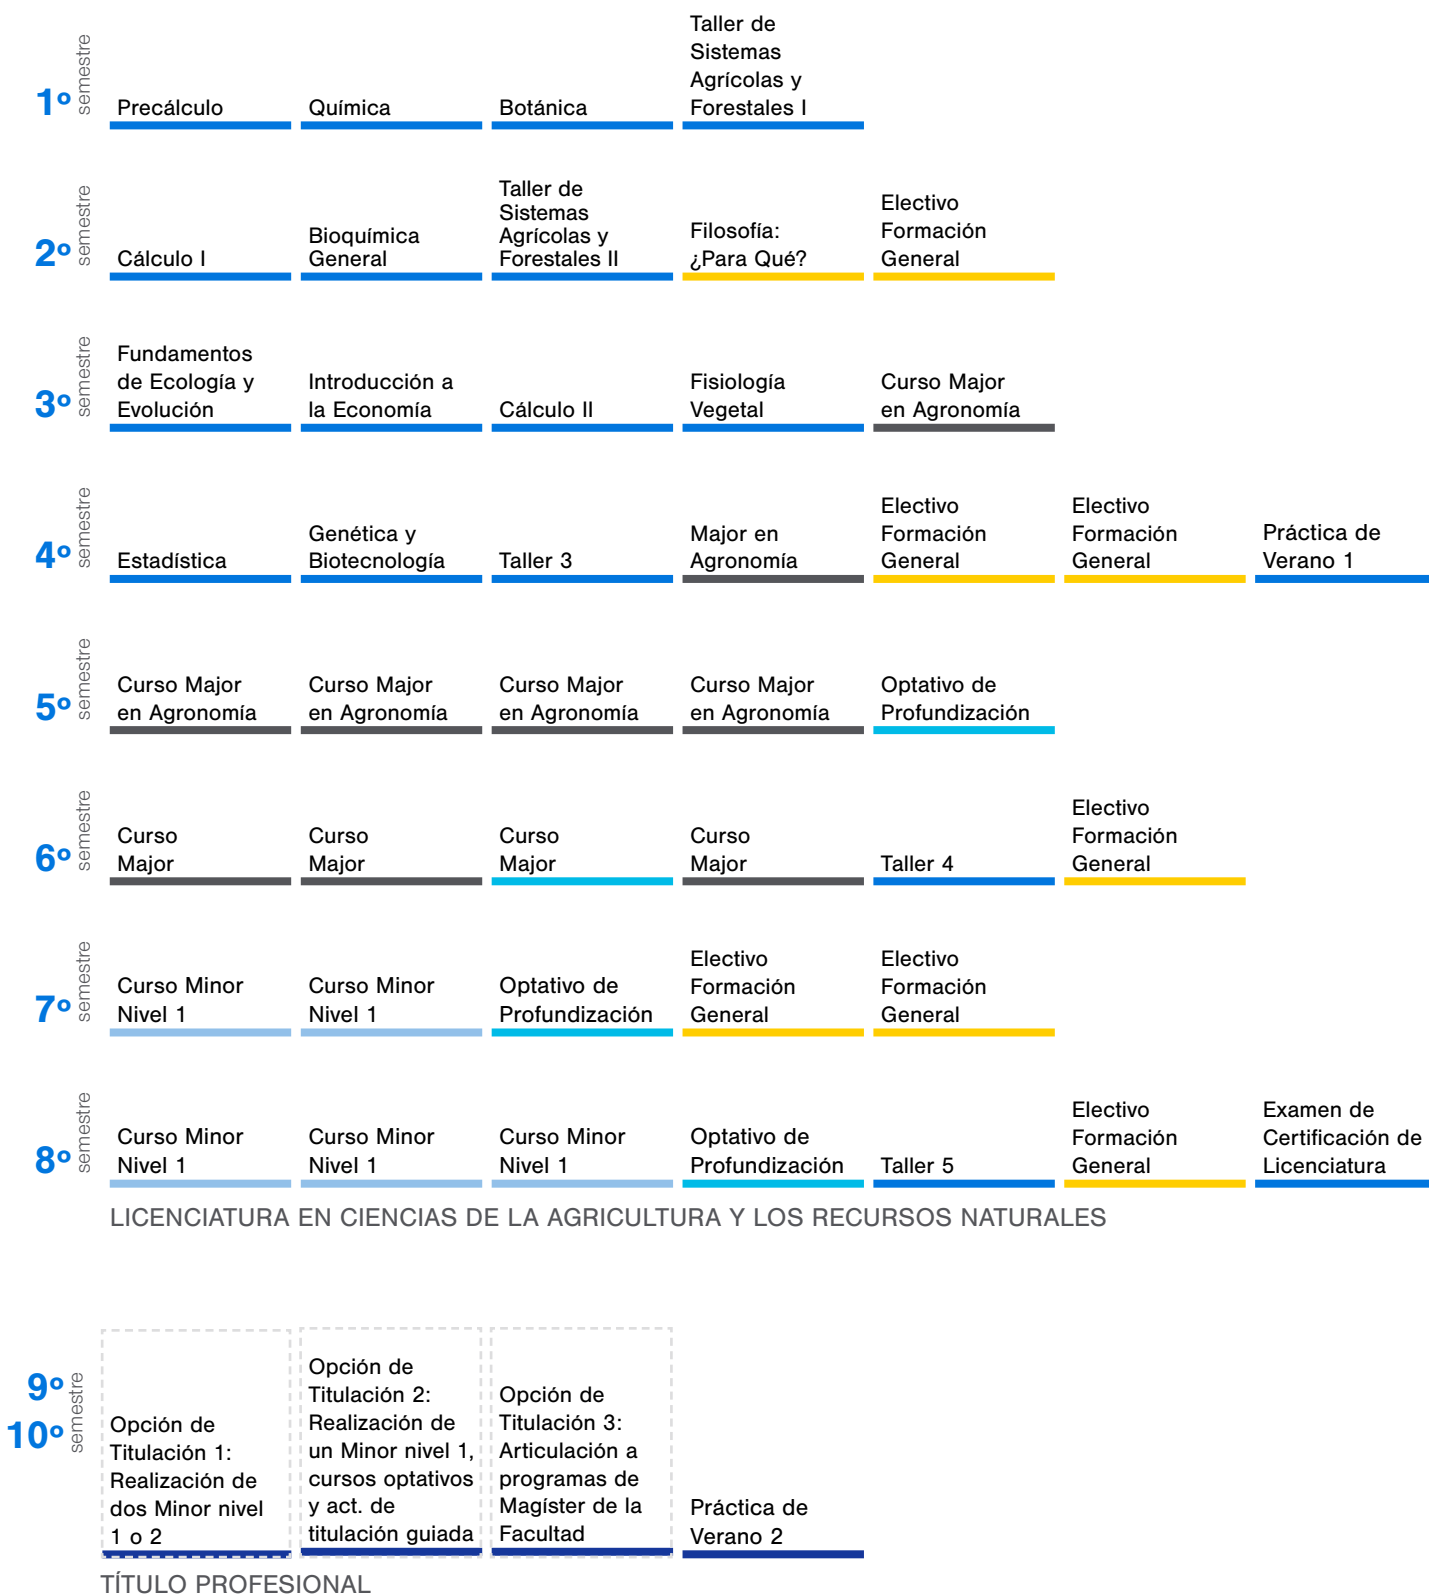 1º semestre
Precálculo
Química
Botánica
Taller de
Sistemas
Agrícolas y
Forestales I
2º semestre
Cálculo I
Bioquímica
General
Taller de
Sistemas
Agrícolas y
Forestales II
Filosofía:
¿Para Qué?
Electivo
Formación
General
3º semestre
Fundamentos
de Ecología y
Evolución
Introducción a
la Economía
Cálculo II
Fisiología
Vegetal
Curso Major
en Agronomía
4º semestre
Estadística
Genética y
Biotecnología
Taller 3
Major en
Agronomía
Electivo
Formación
General
Electivo
Formación
General
Práctica de
Verano 1
5º semestre
Curso Major
en Agronomía
Curso Major
en Agronomía
Curso Major
en Agronomía
Curso Major
en Agronomía
Optativo de
Profundización
6º semestre
Curso
Major
Curso
Major
Curso
Major
Curso
Major
Taller 4
Electivo
Formación
General
7º semestre
Curso Minor
Nivel 1
Curso Minor
Nivel 1
Optativo de
Profundización
Electivo
Formación
General
Electivo
Formación
General
8º semestre
Curso Minor
Nivel 1
Curso Minor
Nivel 1
Curso Minor
Nivel 1
Optativo de
Profundización
Taller 5
Electivo
Formación
General
Examen de
Certificación de
Licenciatura
LICENCIATURA EN CIENCIAS DE LA AGRICULTURA Y LOS RECURSOS NATURALES
9º
10º
semestre
Opción de
Titulación 1:
Realización de
dos Minor nivel
1 o 2
Opción de
Titulación 2:
Realización de
un Minor nivel 1,
cursos optativos
y act. de
titulación guiada
Opción de
Titulación 3:
Articulación a
programas de
Magíster de la
Facultad
Práctica de
Verano 2
TÍTULO PROFESIONAL